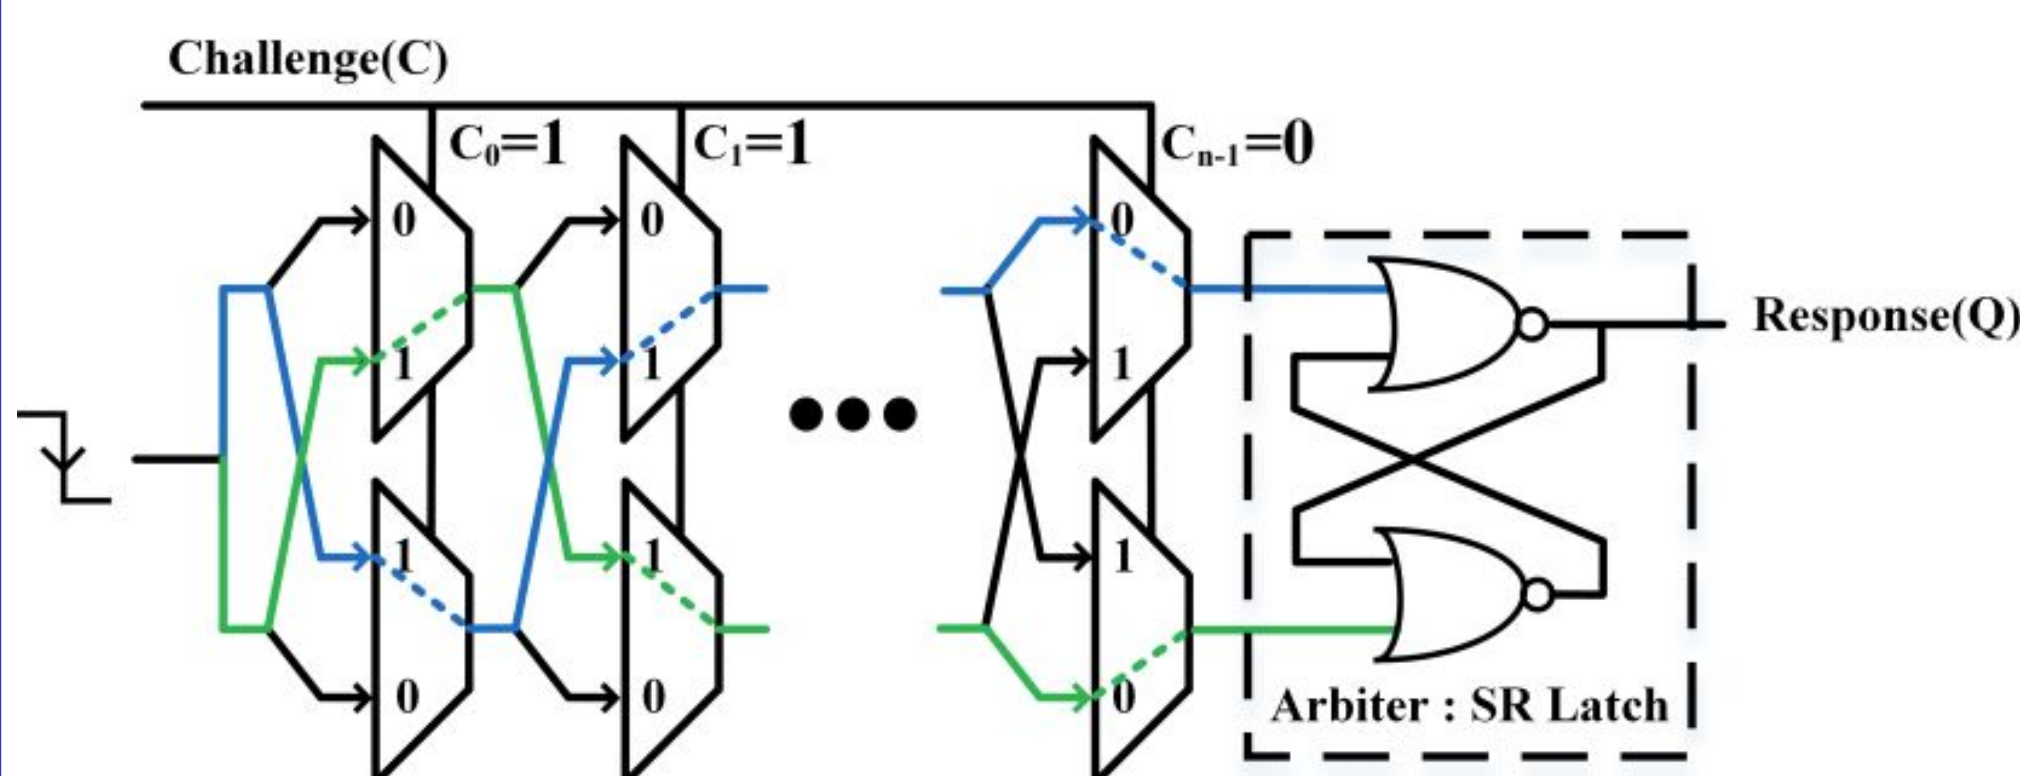 Challenge(C)
C0=1
C1=1
Cn-1=0
0
0
0
Response(Q)
1
1
1
1
1
1
0
0
0
Arbiter : SR Latch